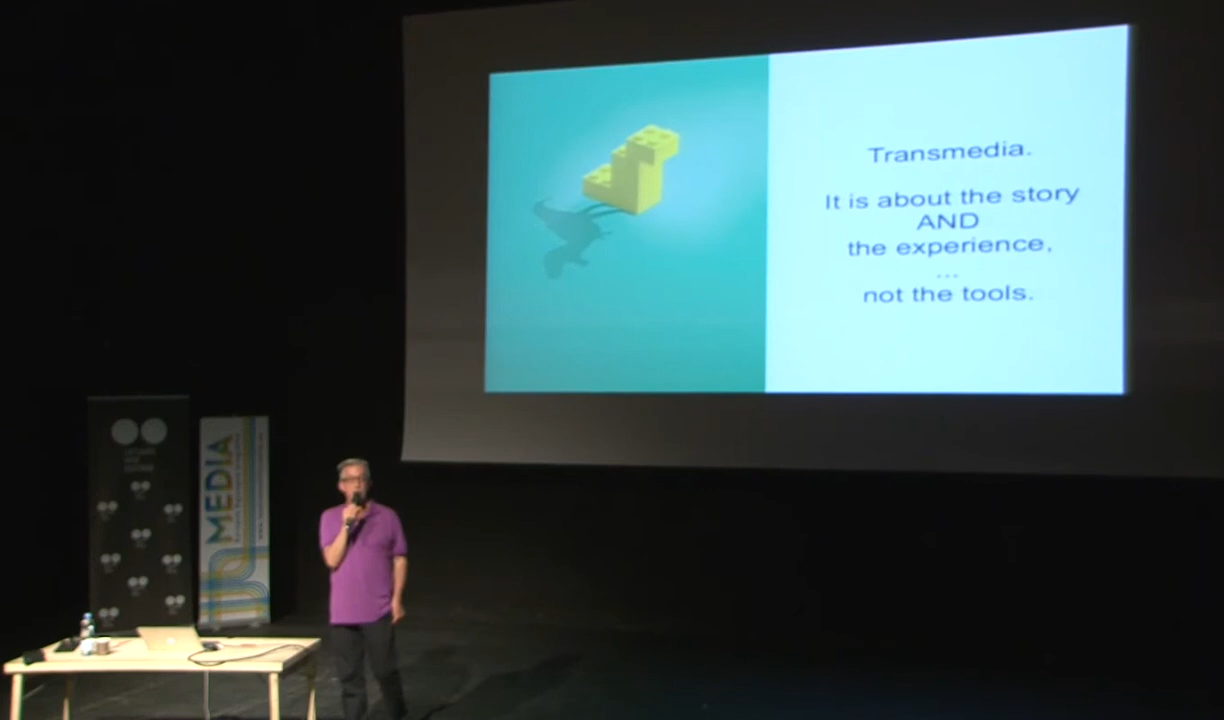 Transmedia.
It is about the story
AND
the experience,
...
not the tools.
MEDIA